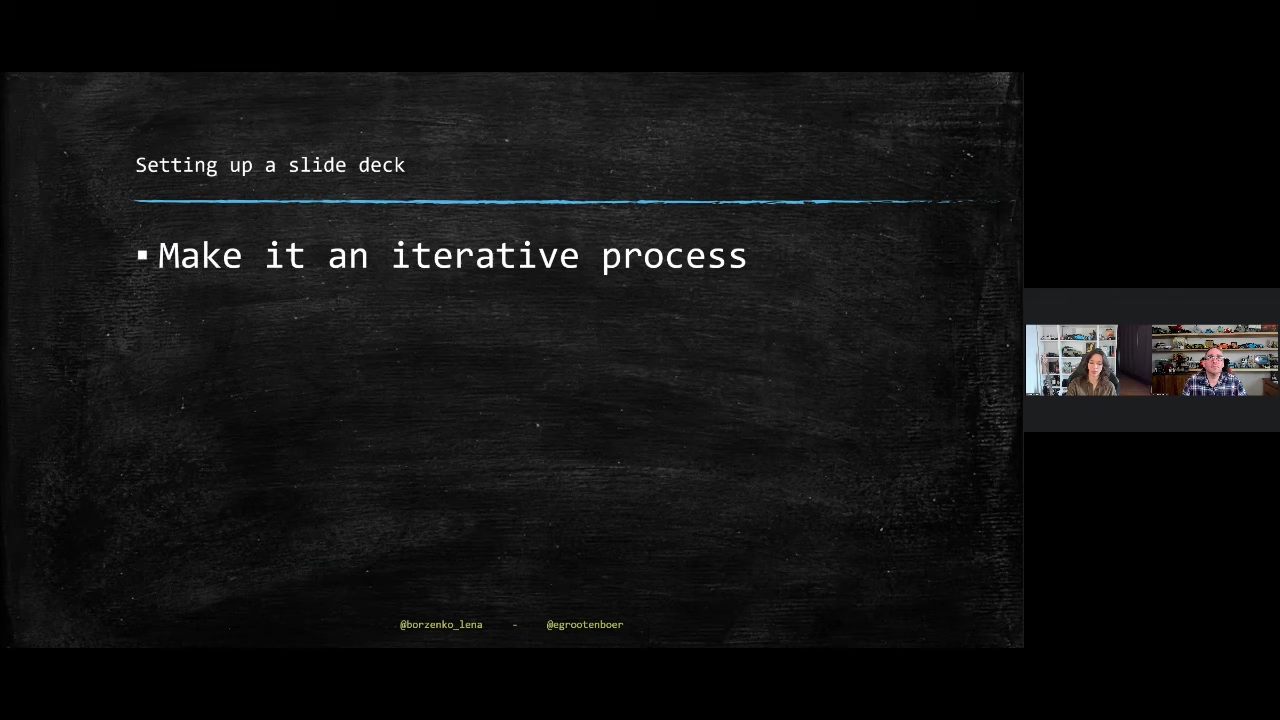 Setting up a slide deck
▪ Make it an iterative process
@borzenko_lena - @egrootenboer